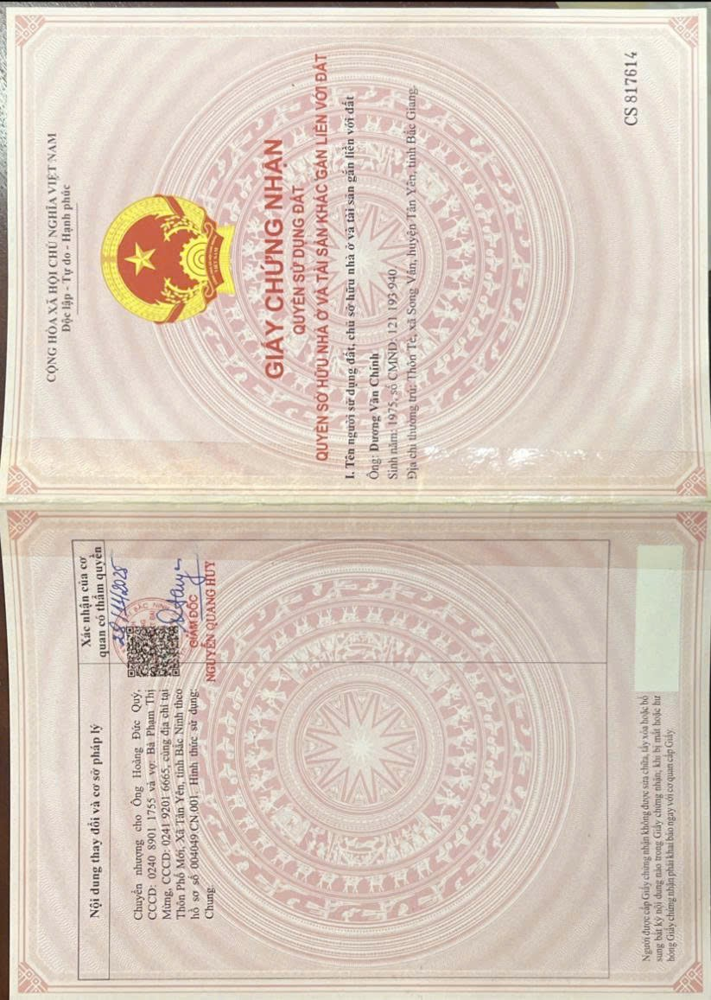 CỘNG HÒA XÃ HỘI CHỦ NGHĨA VIỆT NAM
Độc lập - Tự do - Hạnh phúc
GIẤY CHỨNG NHẬN
QUYỀN SỬ DỤNG ĐẤT
QUYỀN SỞ HỮU NHÀ Ở VÀ TÀI SẢN KHÁC GẮN LIỀN VỚI ĐẤT
I. Tên người sử dụng đất, chủ sở hữu nhà ở và tài sản gắn liền với đất
Ông: Dương Văn Chính
Sinh năm: 1975, số CMND: 121 193 940
Địa chỉ thường trú: Thôn Tè, xã Song Vân, huyện Tân Yên, tỉnh Bắc Giang.
CS 817614
Nội dung thay đổi và cơ sở pháp lý
Xác nhận của cơ
quan có thẩm quyền
Chuyển nhượng cho Ông Hoàng Đức Quý,
CCCD: 0240 8901 1755 và vợ: Bà Phạm Thị
Mừng, CCCD: 0241 9201 6665, cùng địa chỉ tại
Thôn Phố Mới, Xã Tân Yên, tỉnh Bắc Ninh theo
hồ sơ số 004049.CN.001. Hình thức sử dụng:
Chung.
BẮC NINH
GIÁM ĐỐC
NGUYỄN QUANG HUY
Người được cấp Giấy chứng nhận không được sửa chữa, tẩy xóa hoặc bổ
sung bất kỳ nội dung nào trong Giấy chứng nhận; khi bị mất hoặc hư
hỏng Giấy chứng nhận phải khai báo ngay với cơ quan cấp Giấy.